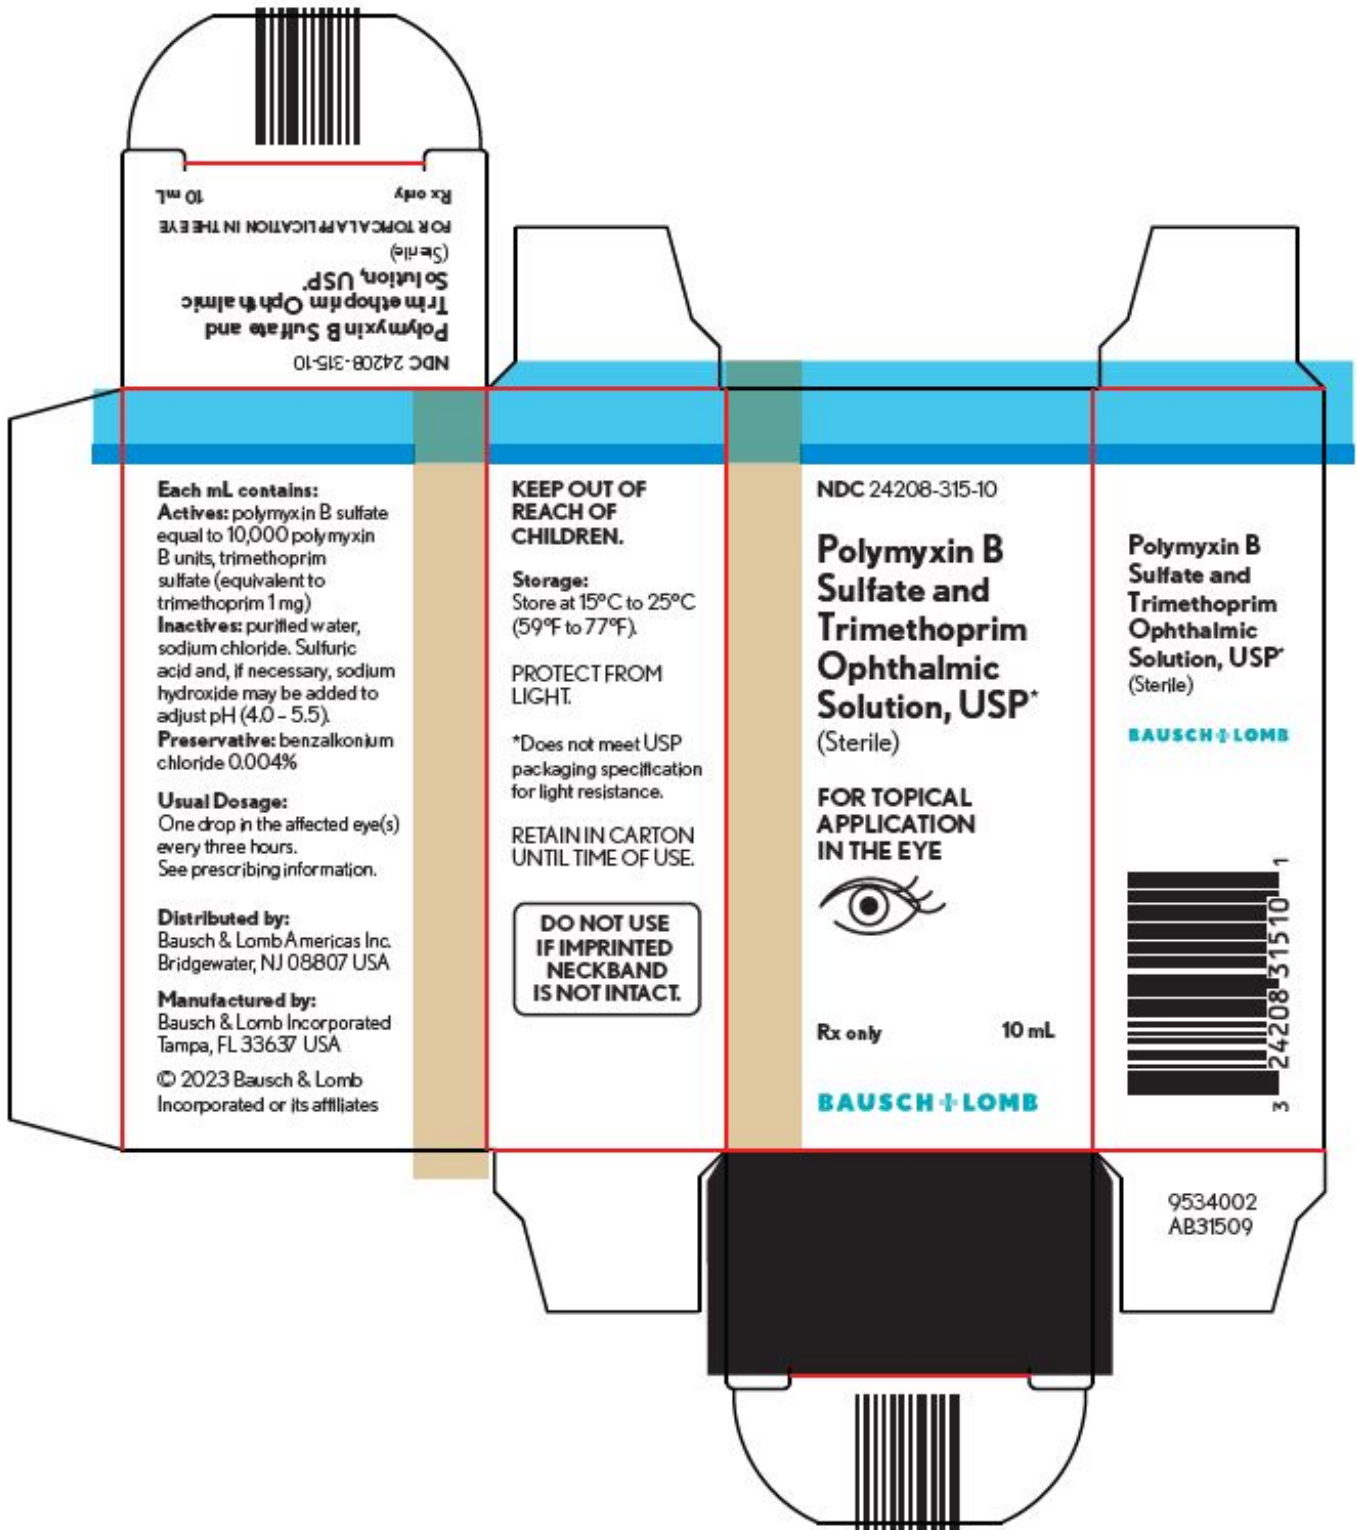 Rx only 10 mL
FOR TOPICAL APPLICATION IN THE EYE
(Sterile)
Solution, USP*
Trimethoprim Ophthalmic
Polymyxin B Sulfate and
NDC 24208-315-10
Each mL contains:
Actives: polymyxin B sulfate
equal to 10,000 polymyxin
B units, trimethoprim
sulfate (equivalent to
trimethoprim 1 mg)
Inactives: purified water,
sodium chloride. Sulfuric
acid and, if necessary, sodium
hydroxide may be added to
adjust pH (4.0 – 5.5).
Preservative: benzalkonium
chloride 0.004%
Usual Dosage:
One drop in the affected eye(s)
every three hours.
See prescribing information.
Distributed by:
Bausch & Lomb Americas Inc.
Bridgewater, NJ 08807 USA
Manufactured by:
Bausch & Lomb Incorporated
Tampa, FL 33637 USA
© 2023 Bausch & Lomb
Incorporated or its affiliates
KEEP OUT OF
REACH OF
CHILDREN.
Storage:
Store at 15°C to 25°C
(59°F to 77°F).
PROTECT FROM
LIGHT.
*Does not meet USP
packaging specification
for light resistance.
RETAIN IN CARTON
UNTIL TIME OF USE.
DO NOT USE
IF IMPRINTED
NECKBAND
IS NOT INTACT.
NDC 24208-315-10
Polymyxin B
Sulfate and
Trimethoprim
Ophthalmic
Solution, USP*
(Sterile)
FOR TOPICAL
APPLICATION
IN THE EYE
Rx only 10 mL
BAUSCH + LOMB
Polymyxin B
Sulfate and
Trimethoprim
Ophthalmic
Solution, USP*
(Sterile)
BAUSCH + LOMB
3 24208 31510 1
9534002
AB31509